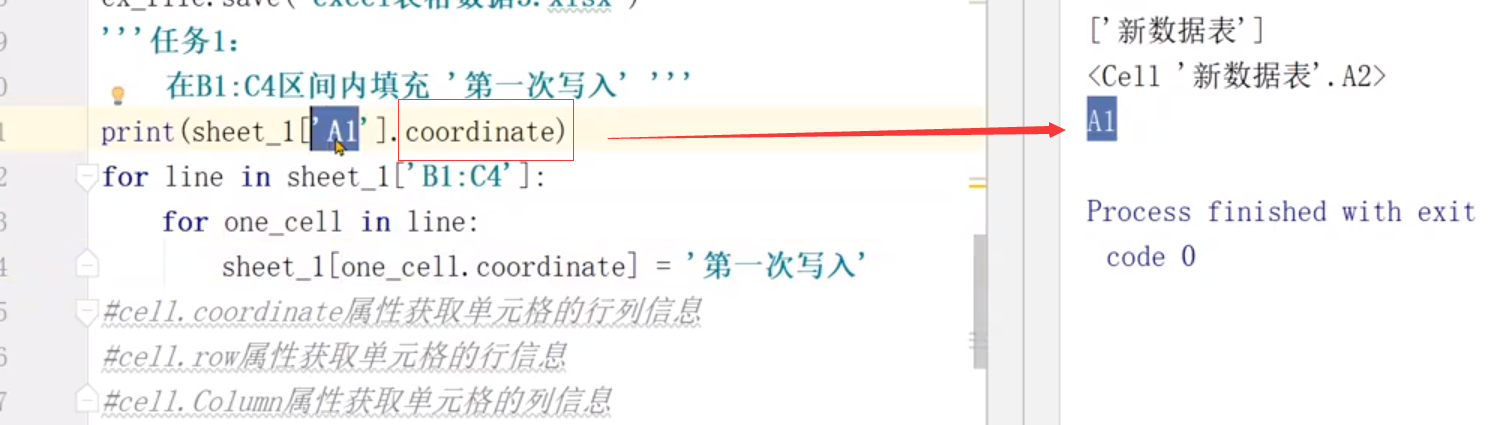 ex_file.save('excel表格数据3.xlsx')
'''任务1：
在B1:C4区间内填充 '第一次写入' '''
print(sheet_1['A1'].coordinate)
for line in sheet_1['B1:C4']:
for one_cell in line:
sheet_1[one_cell.coordinate] = '第一次写入'
#cell.coordinate属性获取单元格的行列信息
#cell.row属性获取单元格的行信息
#cell.Column属性获取单元格的列信息
['新数据表']
<Cell '新数据表'.A2>
A1
Process finished with exit
code 0